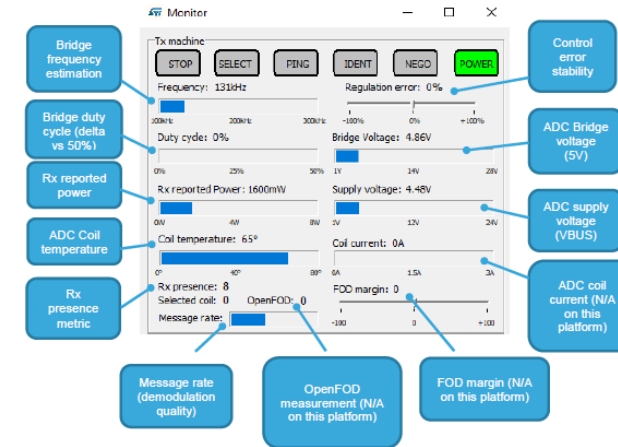 Monitor
Tx machine
STOP SELECT PING IDENT NEGO POWER
Frequency: 131kHz
Regulation error: 0%
100kHz 200kHz 300kHz
-100% 0% +100%
Duty cycle: 0%
Bridge Voltage: 4.86V
0% 25% 50%
1V 14V 28V
Rx reported Power: 1600mW
Supply voltage: 4.48V
0W 4W 8W
1V 12V 24V
Coil temperature: 65°
Coil current: 0A
0° 40° 80°
0A 1.5A 3A
Rx presence: 8
FOD margin: 0
Selected coil: 0 OpenFOD: 0
Message rate:
-100 0 +100
Bridge
frequency
estimation
Bridge duty
cycle (delta
vs 50%)
Rx reported
power
ADC Coil
temperature
Rx
presence
metric
Message rate
(demodulation
quality)
OpenFOD
measurement (N/A
on this platform)
FOD margin (N/A
on this platform)
Control
error
stability
ADC Bridge
voltage
(5V)
ADC supply
voltage
(VBUS)
ADC coil
current (N/A
on this
platform)